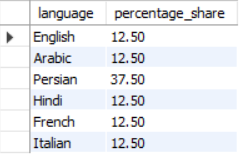 language percentage_share
English 12.50
Arabic 12.50
Persian 37.50
Hindi 12.50
French 12.50
Italian 12.50